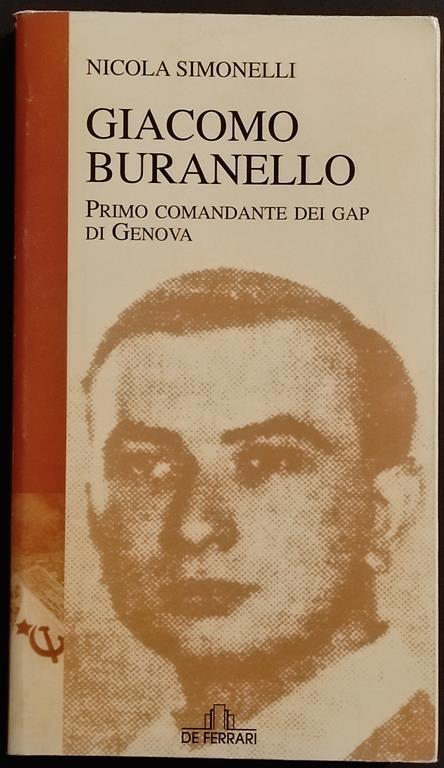 NICOLA SIMONELLI
GIACOMO
BURANELLO
PRIMO COMANDANTE DEI GAP
DI GENOVA
DE FERRARI